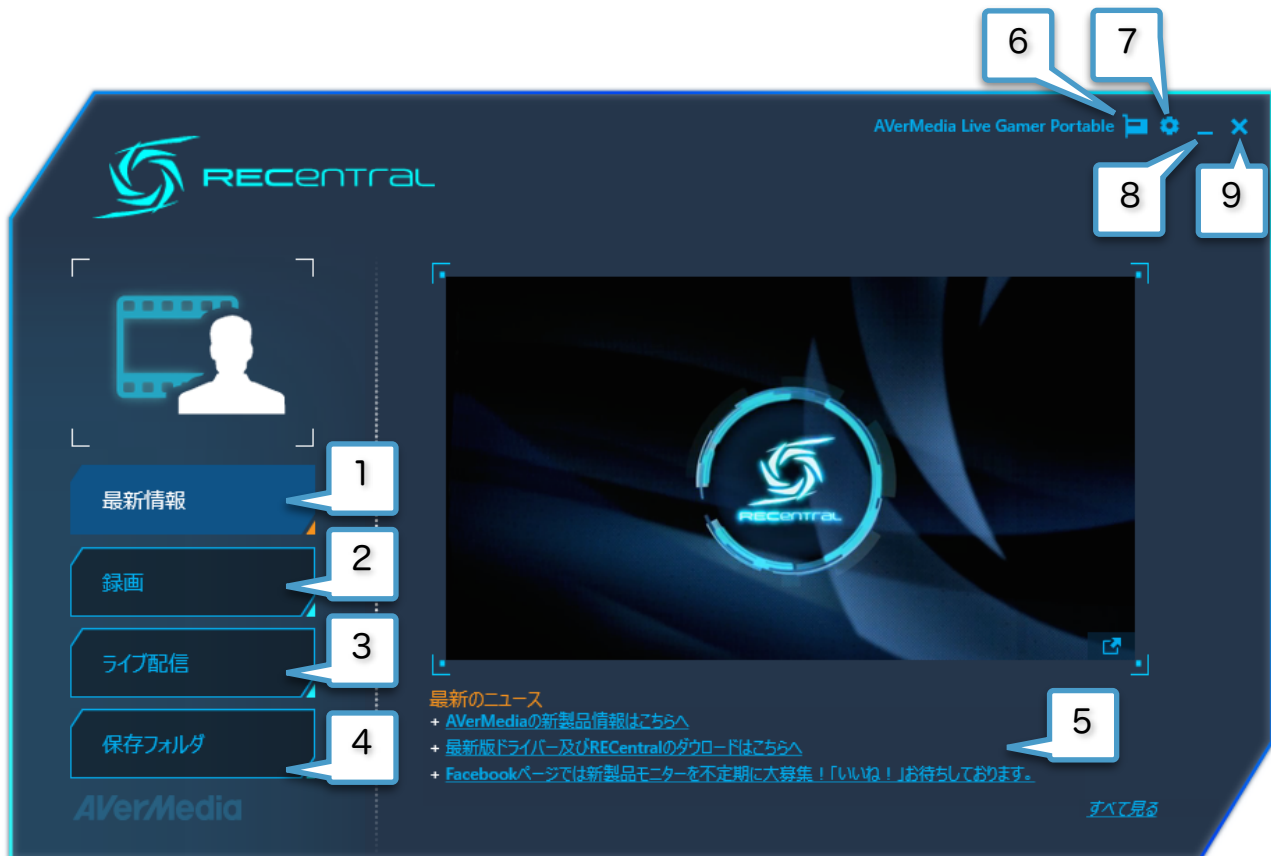 6
7
AVerMedia Live Gamer Portable
RECentral
8
9
1
最新情報
2
録画
3
ライブ配信
4
保存フォルダ
AVerMedia
RECentral
最新のニュース
5
+ AVerMediaの新製品情報はこちらへ
+ 最新版ドライバー及びRECentralのダウロードはこちらへ
+ Facebookページでは新製品モニターを不定期に大募集！「いいね！」お待ちしております。
すべて見る